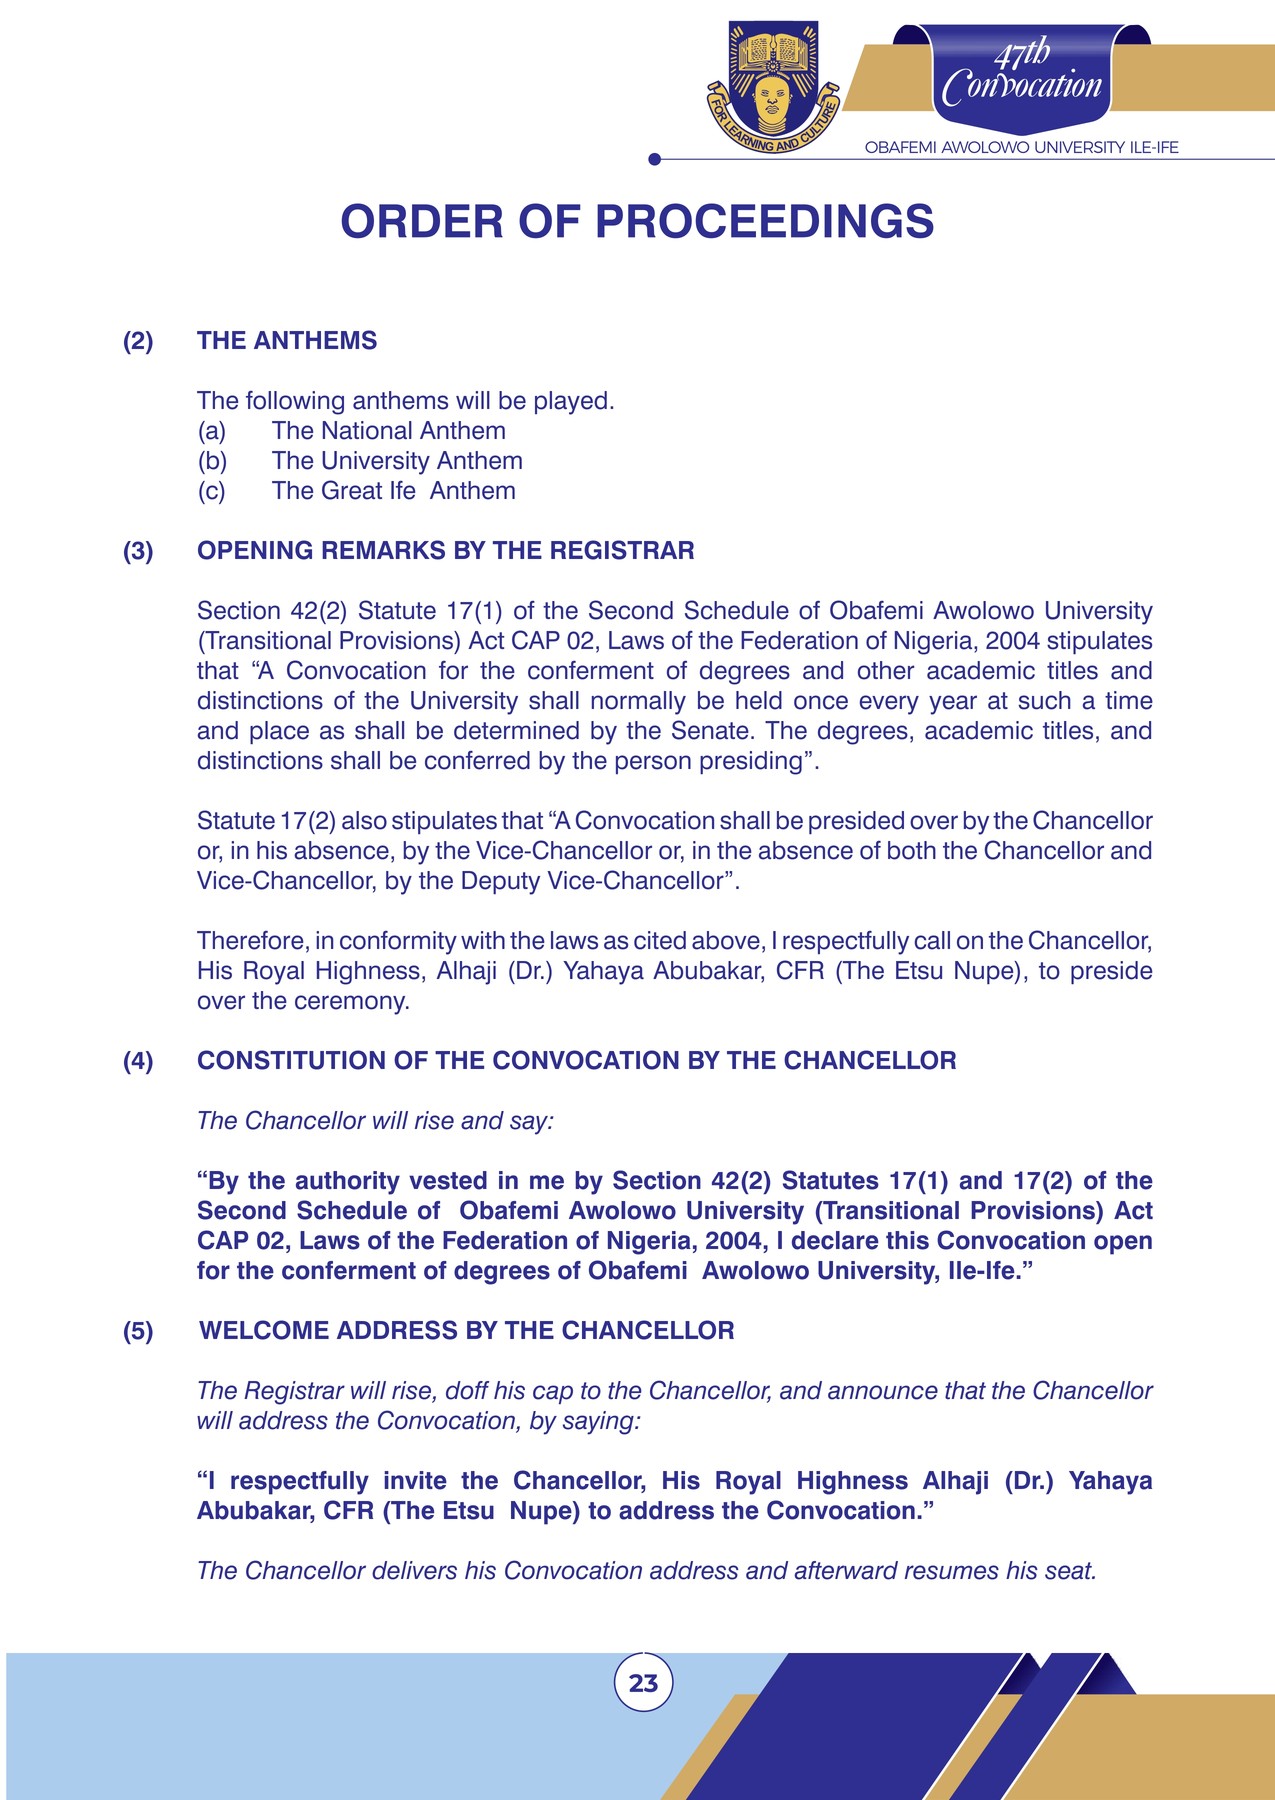 FOR LEARNING AND CULTURE
47th
Convocation
OBAFEMI AWOLOWO UNIVERSITY ILE-IFE
ORDER OF PROCEEDINGS
(2) THE ANTHEMS
The following anthems will be played.
(a) The National Anthem
(b) The University Anthem
(c) The Great Ife Anthem
(3) OPENING REMARKS BY THE REGISTRAR
Section 42(2) Statute 17(1) of the Second Schedule of Obafemi Awolowo University
(Transitional Provisions) Act CAP 02, Laws of the Federation of Nigeria, 2004 stipulates
that “A Convocation for the conferment of degrees and other academic titles and
distinctions of the University shall normally be held once every year at such a time
and place as shall be determined by the Senate. The degrees, academic titles, and
distinctions shall be conferred by the person presiding”.
Statute 17(2) also stipulates that “A Convocation shall be presided over by the Chancellor
or, in his absence, by the Vice-Chancellor or, in the absence of both the Chancellor and
Vice-Chancellor, by the Deputy Vice-Chancellor”.
Therefore, in conformity with the laws as cited above, I respectfully call on the Chancellor,
His Royal Highness, Alhaji (Dr.) Yahaya Abubakar, CFR (The Etsu Nupe), to preside
over the ceremony.
(4) CONSTITUTION OF THE CONVOCATION BY THE CHANCELLOR
The Chancellor will rise and say:
“By the authority vested in me by Section 42(2) Statutes 17(1) and 17(2) of the
Second Schedule of Obafemi Awolowo University (Transitional Provisions) Act
CAP 02, Laws of the Federation of Nigeria, 2004, I declare this Convocation open
for the conferment of degrees of Obafemi Awolowo University, Ile-Ife.”
(5) WELCOME ADDRESS BY THE CHANCELLOR
The Registrar will rise, doff his cap to the Chancellor, and announce that the Chancellor
will address the Convocation, by saying:
“I respectfully invite the Chancellor, His Royal Highness Alhaji (Dr.) Yahaya
Abubakar, CFR (The Etsu Nupe) to address the Convocation.”
The Chancellor delivers his Convocation address and afterward resumes his seat.
23